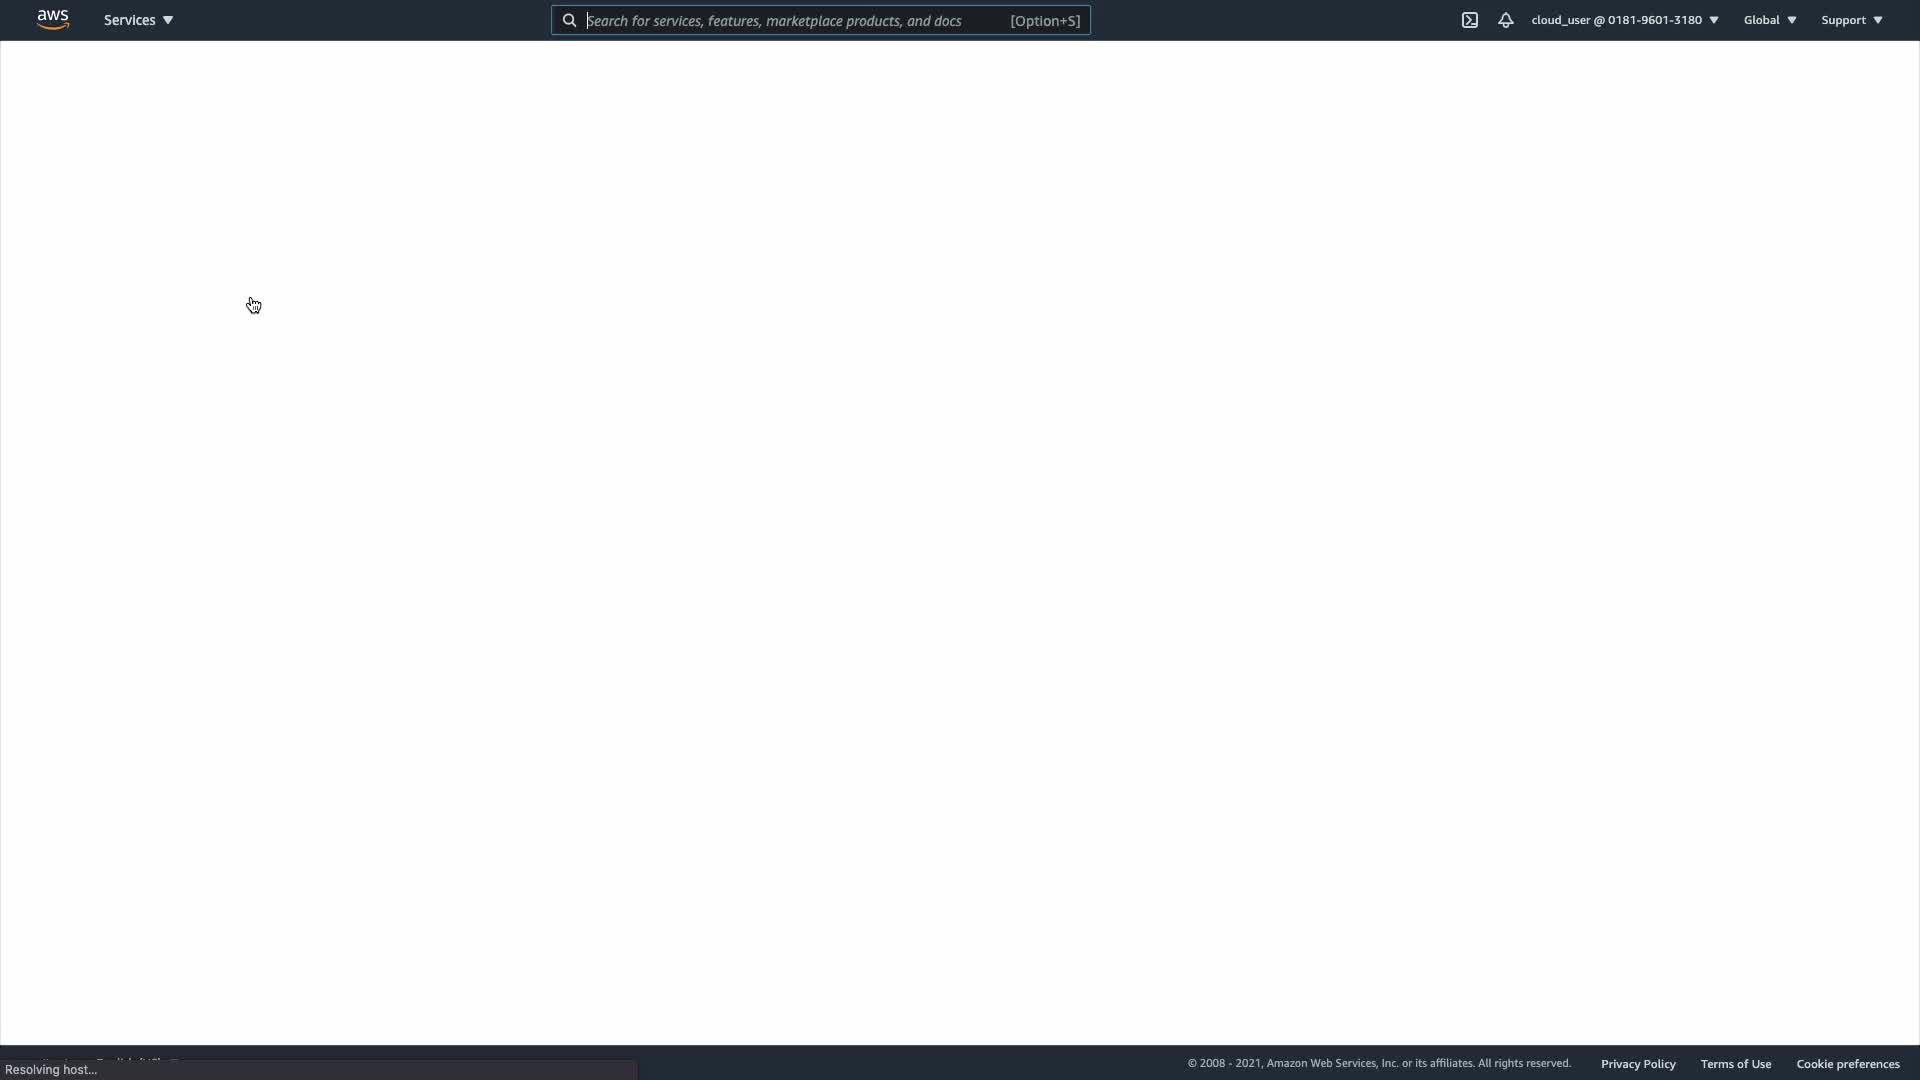 aws
Services
Search for services, features, marketplace products, and docs
[Option+S]
cloud_user @ 0181-9601-3180
Global
Support
Resolving host...
© 2008 - 2021, Amazon Web Services, Inc. or its affiliates. All rights reserved.
Privacy Policy
Terms of Use
Cookie preferences